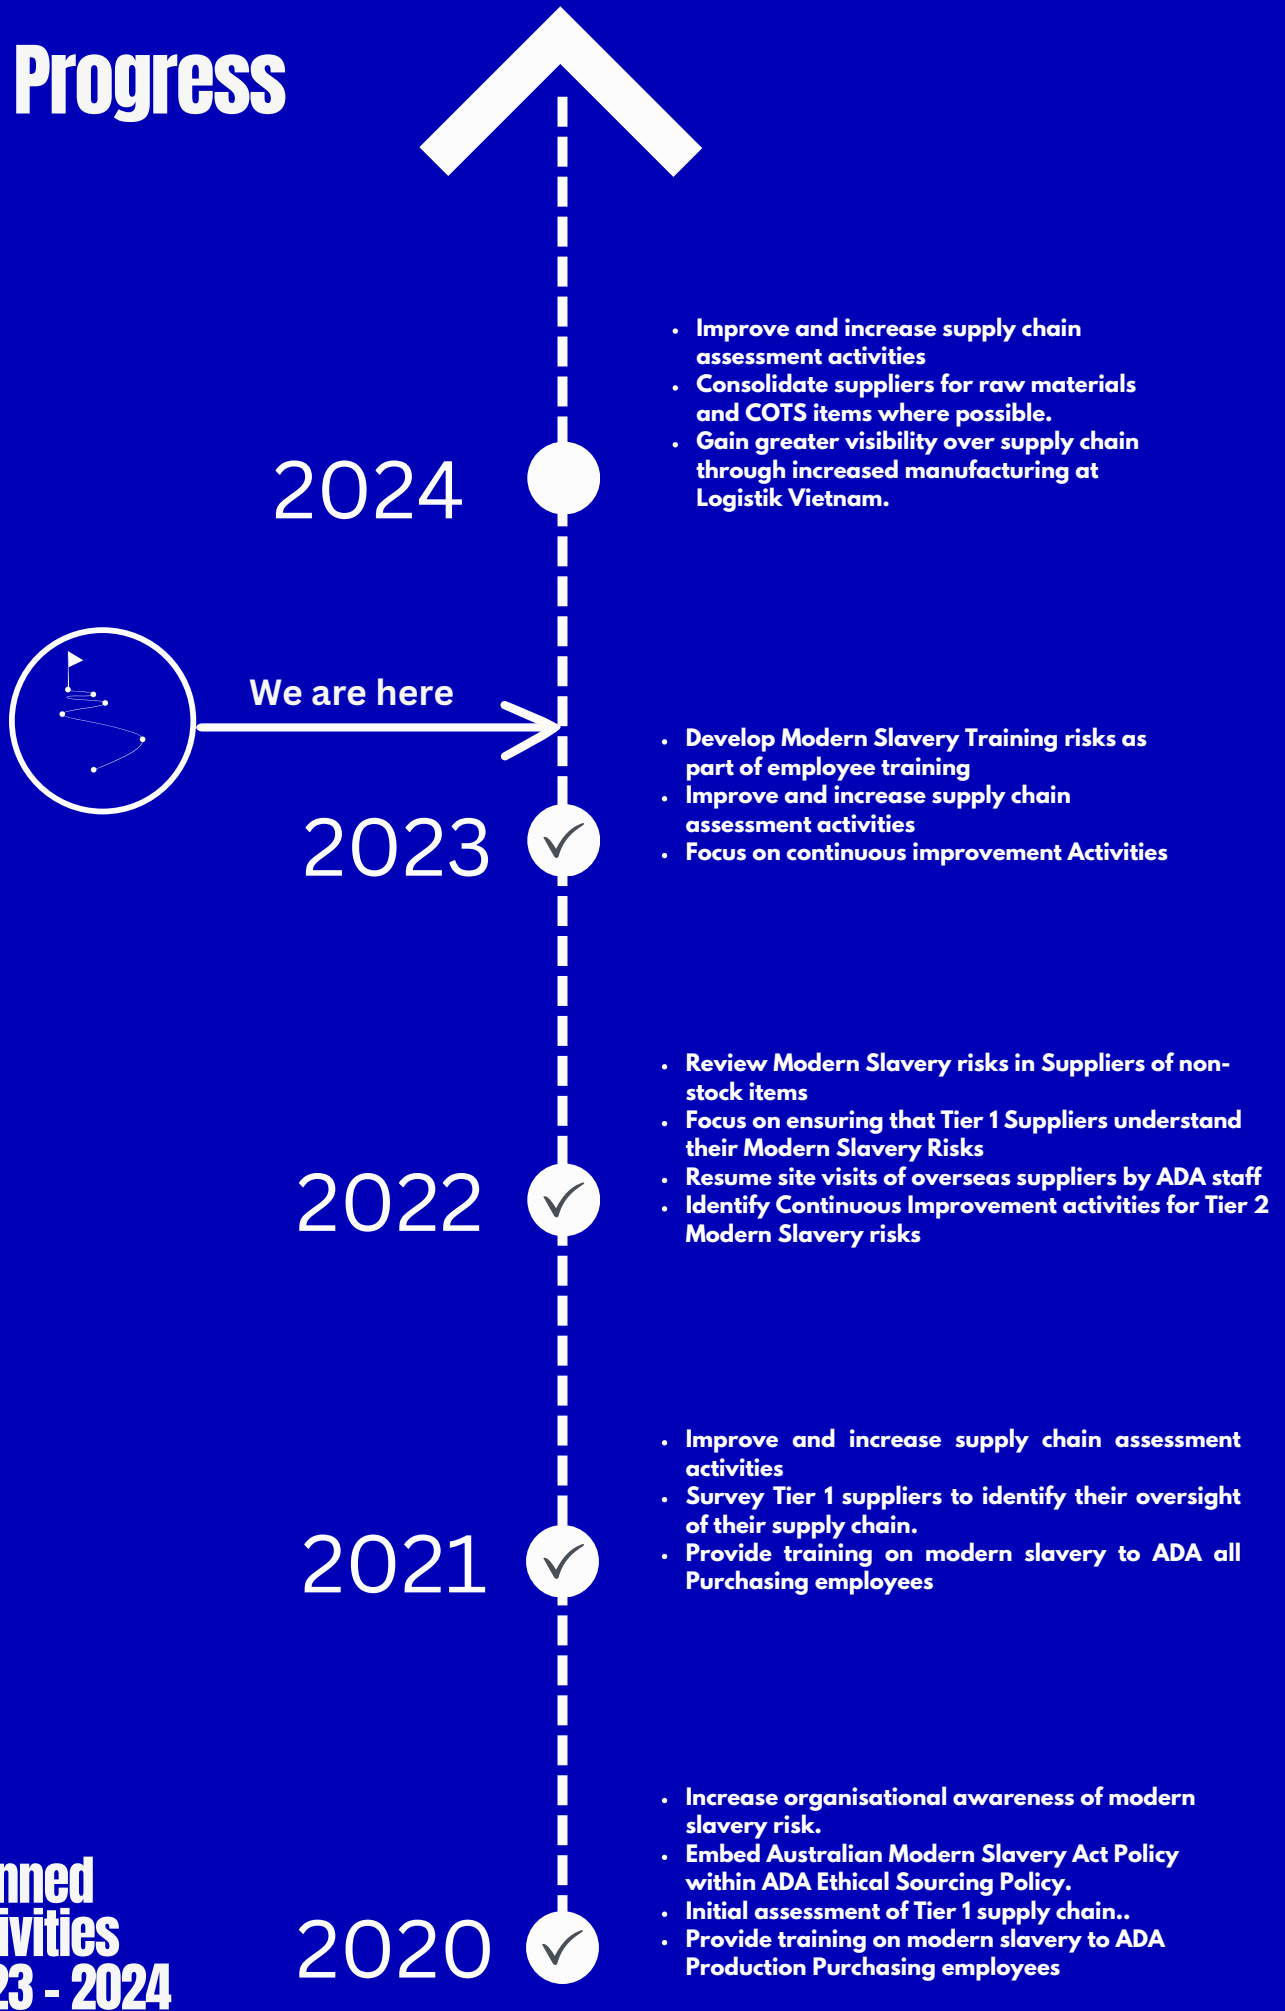 Progress
• Improve and increase supply chain
assessment activities
• Consolidate suppliers for raw materials
and COTS items where possible.
• Gain greater visibility over supply chain
through increased manufacturing at
Logistik Vietnam.
2024
We are here
• Develop Modern Slavery Training risks as
part of employee training
• Improve and increase supply chain
assessment activities
• Focus on continuous improvement Activities
2023
• Review Modern Slavery risks in Suppliers of non-
stock items
• Focus on ensuring that Tier 1 Suppliers understand
their Modern Slavery Risks
• Resume site visits of overseas suppliers by ADA staff
• Identify Continuous Improvement activities for Tier 2
Modern Slavery risks
2022
• Improve and increase supply chain assessment
activities
• Survey Tier 1 suppliers to identify their oversight
of their supply chain.
• Provide training on modern slavery to ADA all
Purchasing employees
2021
• Increase organisational awareness of modern
slavery risk.
• Embed Australian Modern Slavery Act Policy
within ADA Ethical Sourcing Policy.
• Initial assessment of Tier 1 supply chain..
• Provide training on modern slavery to ADA
Production Purchasing employees
2020
nned
ivities
23 - 2024